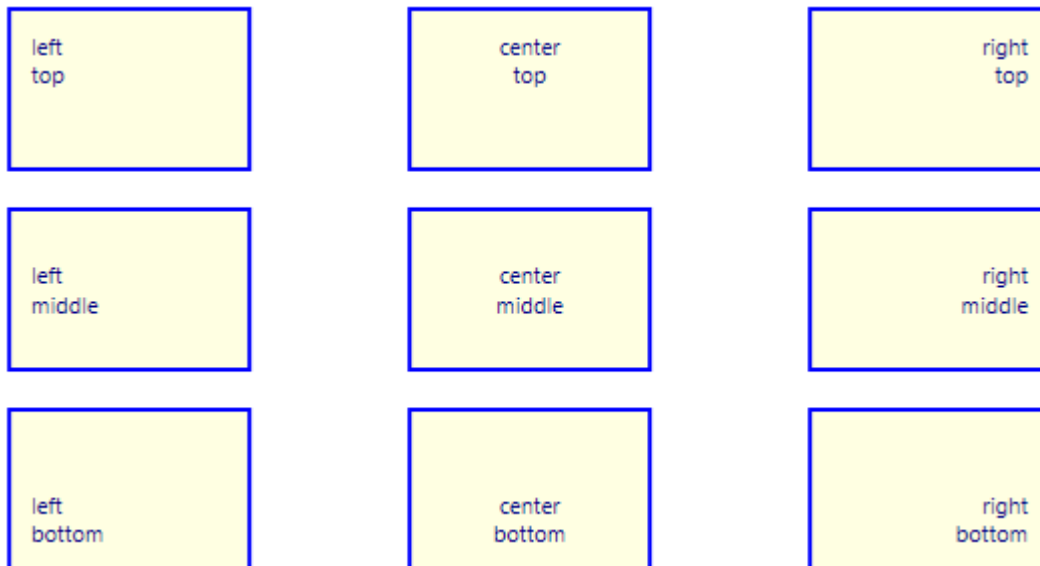 left
top
center
top
right
top
left
middle
center
middle
right
middle
left
bottom
center
bottom
right
bottom